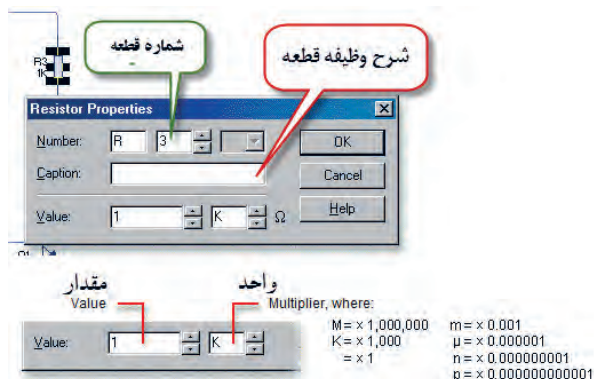 شماره قطعه
شرح وظیفه قطعه
R3
1K
Resistor Properties
Number: R 3 OK
Caption: Cancel
Value: 1 K Ω Help
مقدار واحد
Value Multiplier, where:
Value: 1 K
M = x 1,000,000 m = x 0.001
K = x 1,000 µ = x 0.000001
= x 1 n = x 0.000000001
p = x 0.000000000001